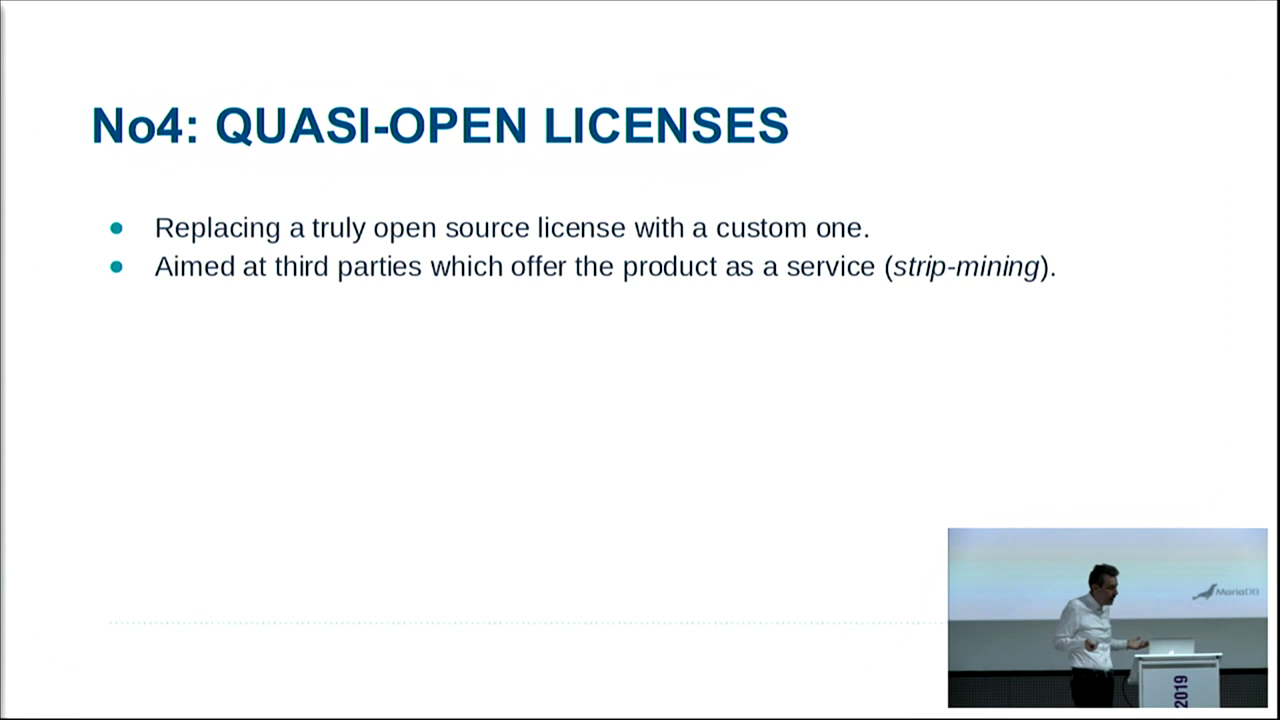 No4: QUASI-OPEN LICENSES
● Replacing a truly open source license with a custom one.
● Aimed at third parties which offer the product as a service (strip-mining).
MariaDB
2019